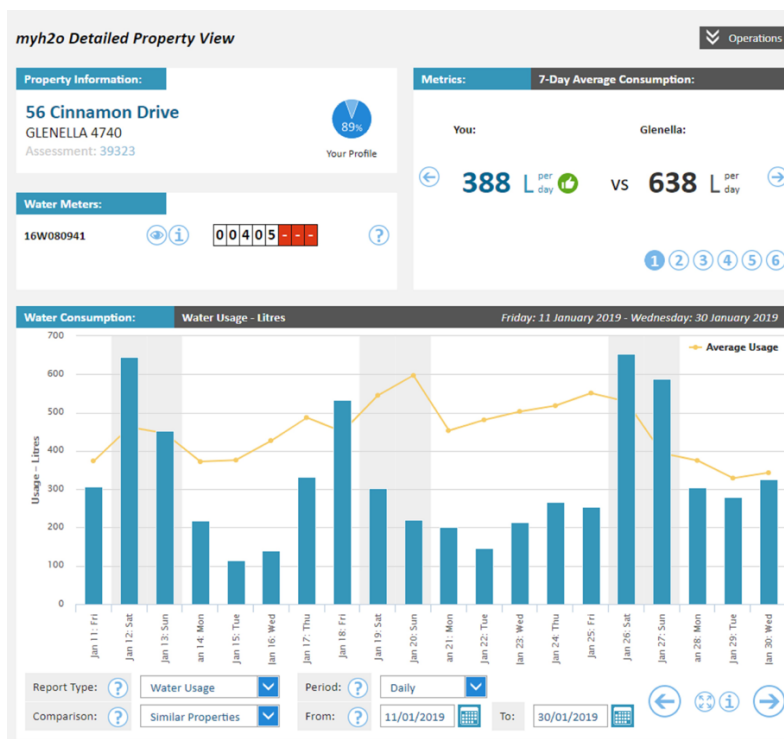 myh2o Detailed Property View
Operations
Property Information:
56 Cinnamon Drive
GLENELLA 4740
Assessment: 39323
89%
Your Profile
Metrics:
7-Day Average Consumption:
You:
Glenella:
388 L per day
vs
638 L per day
1 2 3 4 5 6
Water Meters:
16W080941
i
00405---
?
Water Consumption:
Water Usage - Litres
Friday: 11 January 2019 - Wednesday: 30 January 2019
Average Usage
700
600
500
400
300
200
100
0
Usage - Litres
Jan 11: Fri
Jan 12: Sat
Jan 13: Sun
an 14: Mon
Jan 15: Tue
Jan 16: Wed
Jan 17: Thu
Jan 18: Fri
Jan 19: Sat
Jan 20: Sun
an 21: Mon
Jan 22: Tue
Jan 23: Wed
Jan 24: Thu
Jan 25: Fri
Jan 26: Sat
Jan 27: Sun
an 28: Mon
Jan 29: Tue
Jan 30: Wed
Report Type: ? Water Usage
Period: ? Daily
Comparison: ? Similar Properties
From: ? 11/01/2019
To: 30/01/2019
i